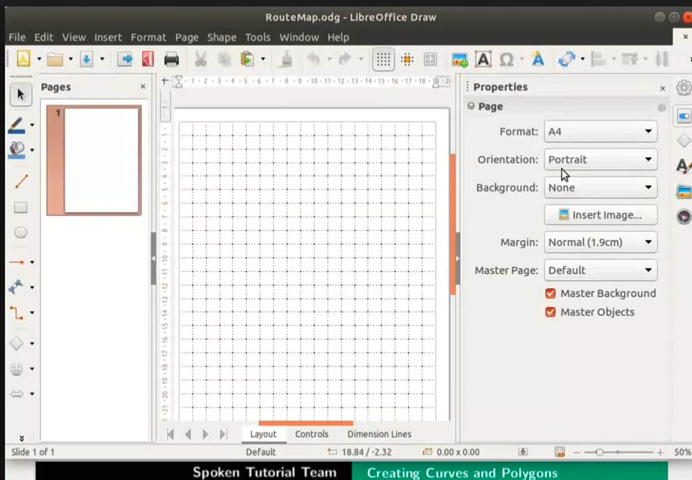 RouteMap.odg - LibreOffice Draw
File Edit View Insert Format Page Shape Tools Window Help
Pages
1
Properties
Page
Format: A4
Orientation: Portrait
Background: None
Insert Image...
Margin: Normal (1.9cm)
Master Page: Default
Master Background
Master Objects
Layout Controls Dimension Lines
Slide 1 of 1 Default 18.84 / -2.32 0.00 x 0.00 50%
Spoken Tutorial Team Creating Curves and Polygons